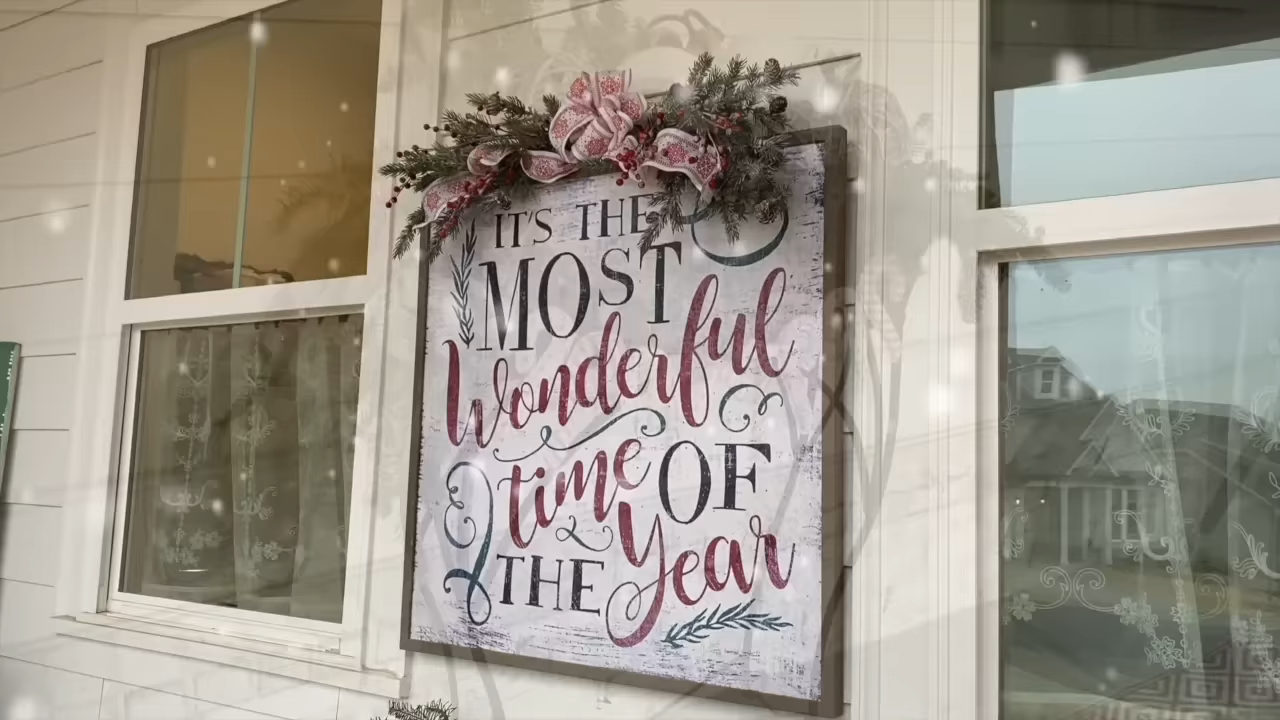 IT'S THE
MOST
Wonderful
time OF
THE Year